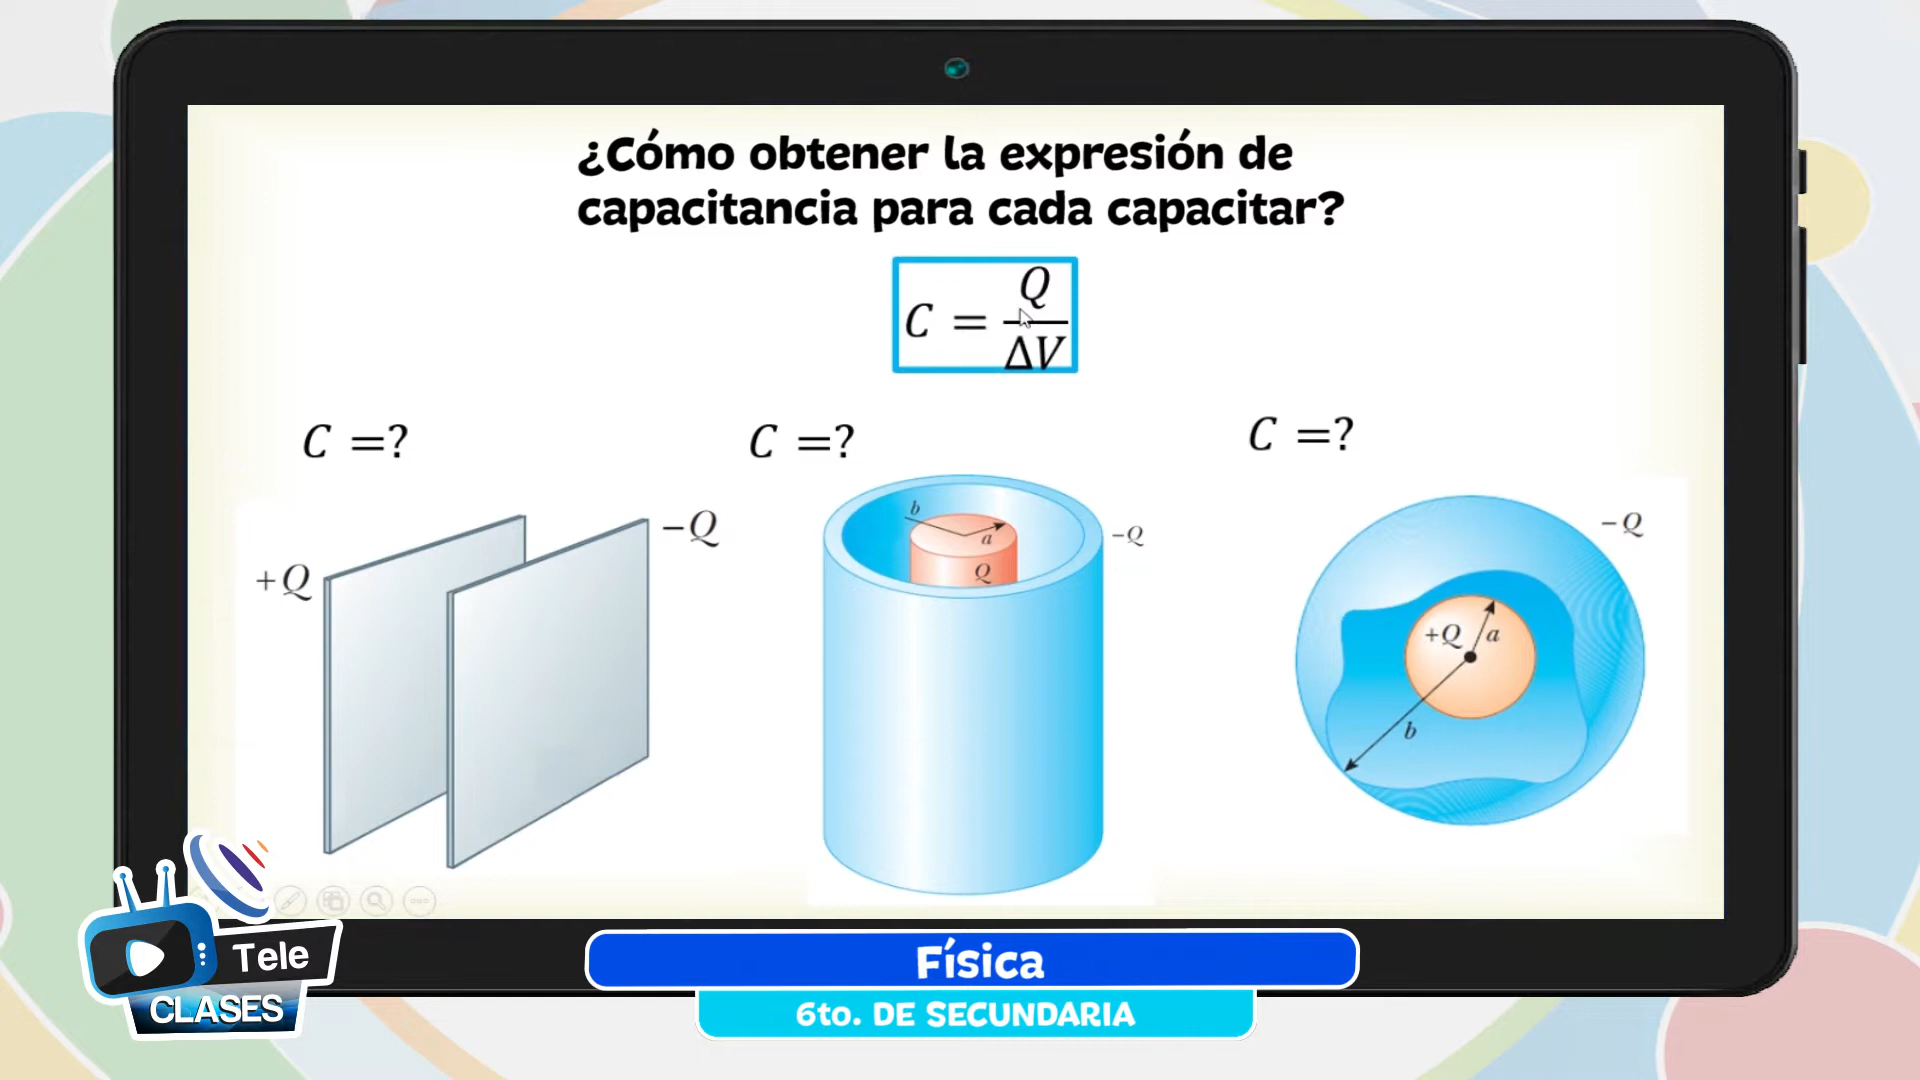 ¿Cómo obtener la expresión de
capacitancia para cada capacitar?
C = Q/ΔV
C =?
C =?
C =?
+Q
−Q
b
a
Q
−Q
−Q
+Q
a
b
Tele
CLASES
Física
6to. DE SECUNDARIA